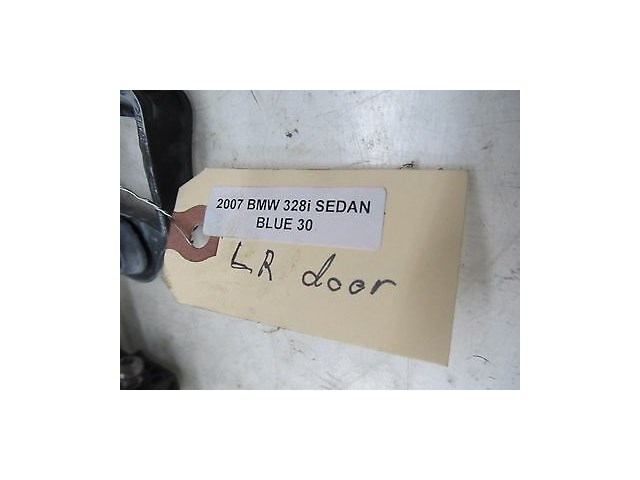 2007 BMW 328i SEDAN
BLUE 30
LR door